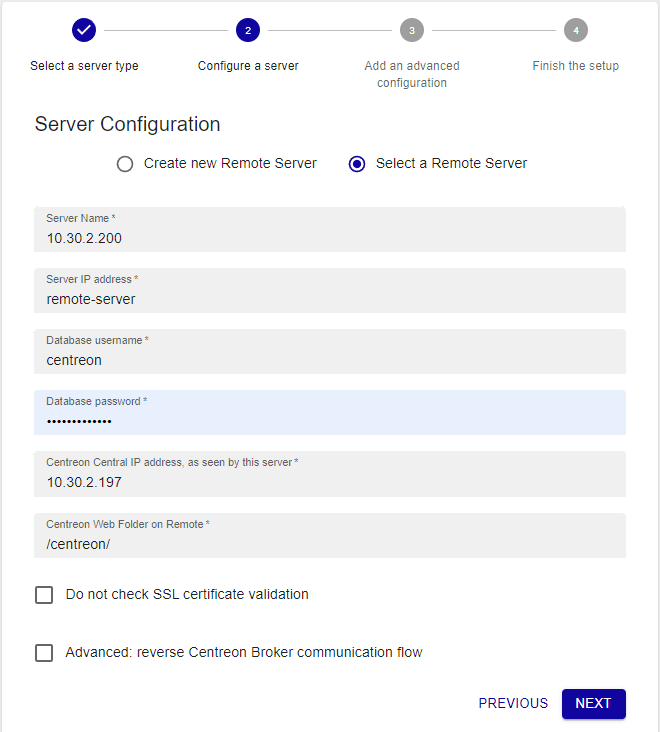 2
3
4
Select a server type
Configure a server
Add an advanced
configuration
Finish the setup
Server Configuration
Create new Remote Server
Select a Remote Server
Server Name *
10.30.2.200
Server IP address *
remote-server
Database username *
centreon
Database password *
•••••••••••••
Centreon Central IP address, as seen by this server *
10.30.2.197
Centreon Web Folder on Remote *
/centreon/
Do not check SSL certificate validation
Advanced: reverse Centreon Broker communication flow
PREVIOUS
NEXT